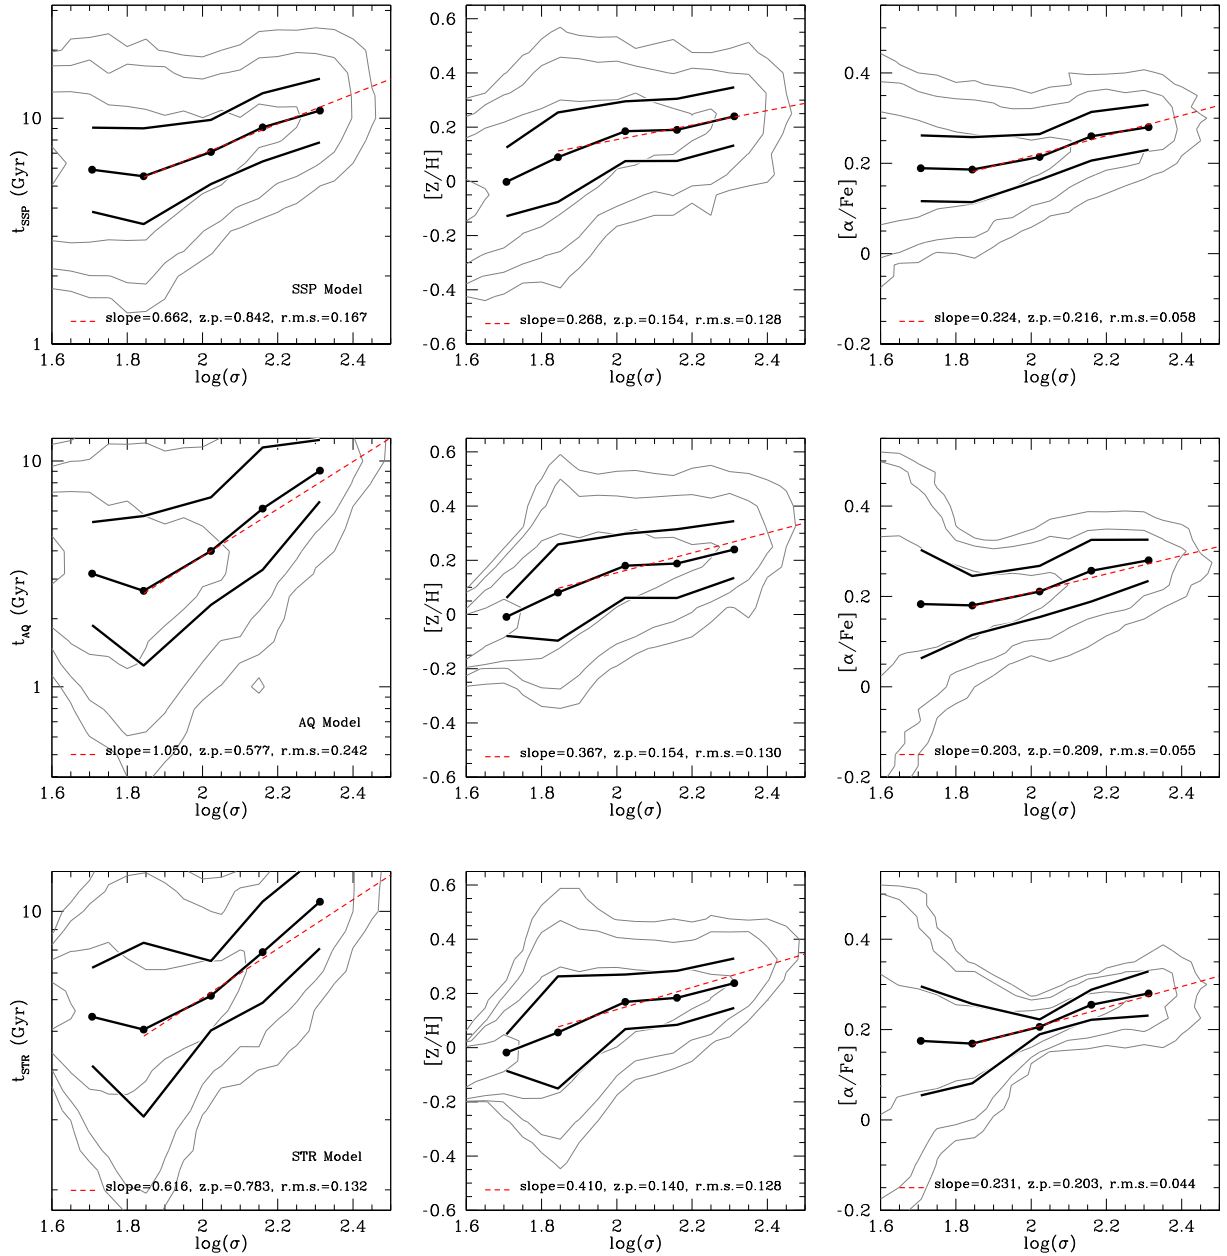 t_SSP (Gyr)
10
1
SSP Model
slope=0.662, z.p.=0.842, r.m.s.=0.167
1.6 1.8 2 2.2 2.4
log(σ)
[Z/H]
0.6
0.4
0.2
0
-0.2
-0.4
-0.6
slope=0.268, z.p.=0.154, r.m.s.=0.128
1.6 1.8 2 2.2 2.4
log(σ)
[α/Fe]
0.4
0.2
0
-0.2
slope=0.224, z.p.=0.216, r.m.s.=0.058
1.6 1.8 2 2.2 2.4
log(σ)
t_AQ (Gyr)
10
1
AQ Model
slope=1.050, z.p.=0.577, r.m.s.=0.242
1.6 1.8 2 2.2 2.4
log(σ)
[Z/H]
0.6
0.4
0.2
0
-0.2
-0.4
-0.6
slope=0.367, z.p.=0.154, r.m.s.=0.130
1.6 1.8 2 2.2 2.4
log(σ)
[α/Fe]
0.4
0.2
0
-0.2
slope=0.203, z.p.=0.209, r.m.s.=0.055
1.6 1.8 2 2.2 2.4
log(σ)
t_STR (Gyr)
10
STR Model
slope=0.616, z.p.=0.783, r.m.s.=0.132
1.6 1.8 2 2.2 2.4
log(σ)
[Z/H]
0.6
0.4
0.2
0
-0.2
-0.4
-0.6
slope=0.410, z.p.=0.140, r.m.s.=0.128
1.6 1.8 2 2.2 2.4
log(σ)
[α/Fe]
0.4
0.2
0
-0.2
slope=0.231, z.p.=0.203, r.m.s.=0.044
1.6 1.8 2 2.2 2.4
log(σ)